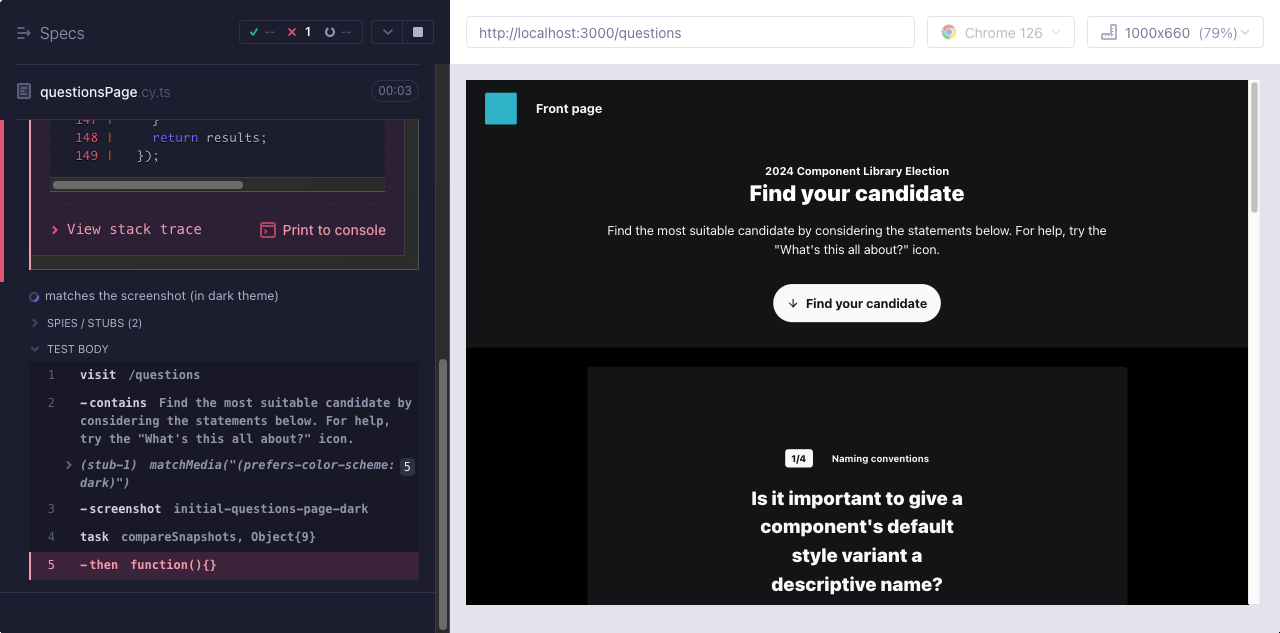 Specs
-- 1 --
questionsPage.cy.ts
00:03
147 | }
148 | return results;
149 | });
View stack trace
Print to console
matches the screenshot (in dark theme)
SPIES / STUBS (2)
TEST BODY
1 visit /questions
2 -contains Find the most suitable candidate by
considering the statements below. For help,
try the "What's this all about?" icon.
(stub-1) matchMedia("(prefers-color-scheme: 5
dark)")
3 -screenshot initial-questions-page-dark
4 task compareSnapshots, Object{9}
5 -then function(){}
http://localhost:3000/questions
Chrome 126
1000x660 (79%)
Front page
2024 Component Library Election
Find your candidate
Find the most suitable candidate by considering the statements below. For help, try the
"What's this all about?" icon.
↓ Find your candidate
1/4 Naming conventions
Is it important to give a
component's default
style variant a
descriptive name?